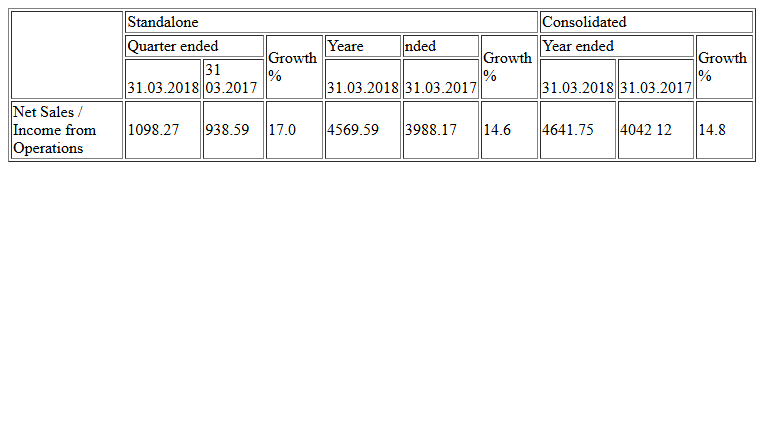 Standalone Consolidated
Quarter ended Growth % Yeare nded Growth % Year ended Growth %
31.03.2018 31 03.2017 31.03.2018 31.03.2017 31.03.2018 31.03.2017
Net Sales / Income from Operations 1098.27 938.59 17.0 4569.59 3988.17 14.6 4641.75 4042 12 14.8